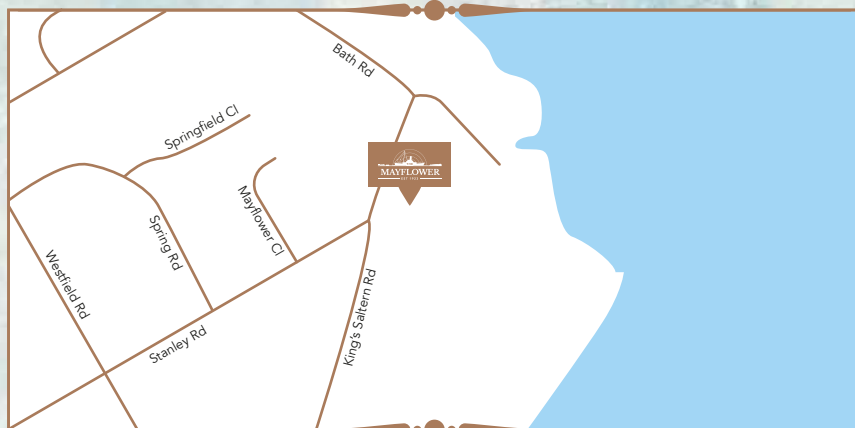 Bath Rd
Springfield Cl
MAYFLOWER
Mayflower Cl
Spring Rd
Westfield Rd
King's Saltern Rd
Stanley Rd